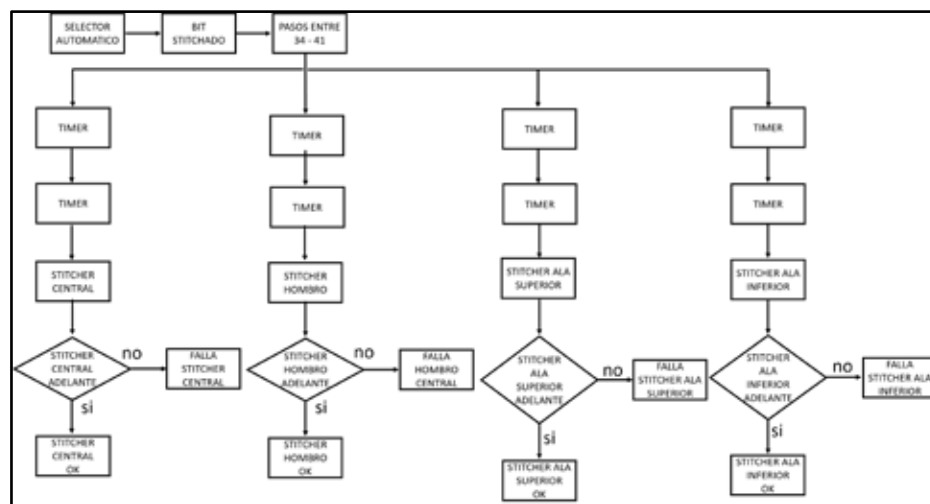 SELECTOR
AUTOMATICO
BIT
STITCHADO
PASOS ENTRE
34 - 41
TIMER
TIMER
TIMER
TIMER
TIMER
TIMER
TIMER
TIMER
STITCHER
CENTRAL
STITCHER
HOMBRO
STITCHER ALA
SUPERIOR
STITCHER ALA
INFERIOR
STITCHER
CENTRAL
ADELANTE
no
FALLA
STITCHER
CENTRAL
STITCHER
HOMBRO
ADELANTE
no
FALLA
HOMBRO
CENTRAL
STITCHER
ALA
SUPERIOR
ADELANTE
no
FALLA
STITCHER ALA
SUPERIOR
STITCHER
ALA
INFERIOR
ADELANTE
no
FALLA
STITCHER ALA
INFERIOR
si
si
si
si
STITCHER
CENTRAL
OK
STITCHER
HOMBRO
OK
STITCHER ALA
SUPERIOR
OK
STITCHER ALA
INFERIOR
OK